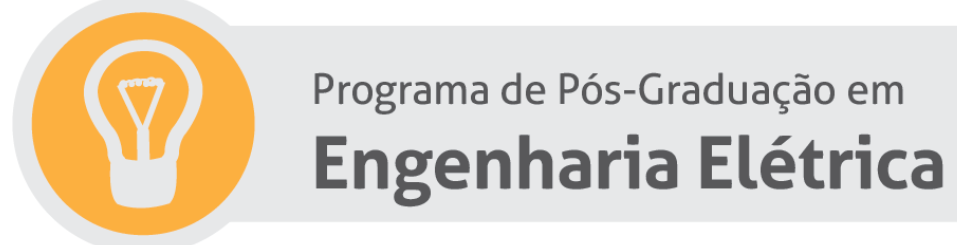 Programa de Pós-Graduação em
Engenharia Elétrica